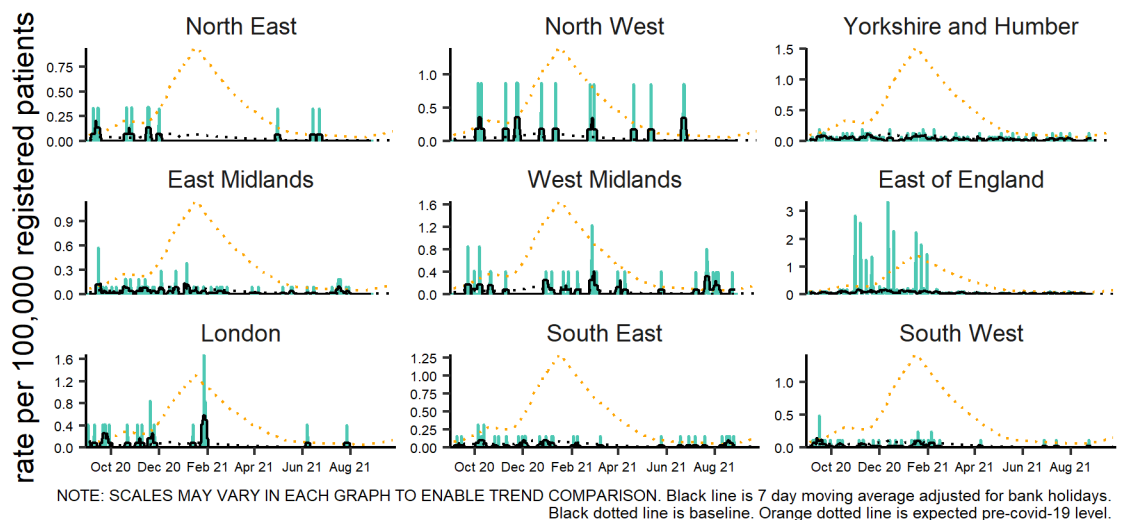 rate per 100,000 registered patients
North East
North West
Yorkshire and Humber
0.75
0.50
0.25
0.00
1.0
0.5
0.0
1.5
1.0
0.5
0.0
East Midlands
West Midlands
East of England
0.9
0.6
0.3
0.0
1.6
1.2
0.8
0.4
0.0
3
2
1
0
London
South East
South West
1.6
1.2
0.8
0.4
0.0
1.25
1.00
0.75
0.50
0.25
0.00
1.0
0.5
0.0
Oct 20 Dec 20 Feb 21 Apr 21 Jun 21 Aug 21
Oct 20 Dec 20 Feb 21 Apr 21 Jun 21 Aug 21
Oct 20 Dec 20 Feb 21 Apr 21 Jun 21 Aug 21
NOTE: SCALES MAY VARY IN EACH GRAPH TO ENABLE TREND COMPARISON. Black line is 7 day moving average adjusted for bank holidays.
Black dotted line is baseline. Orange dotted line is expected pre-covid-19 level.